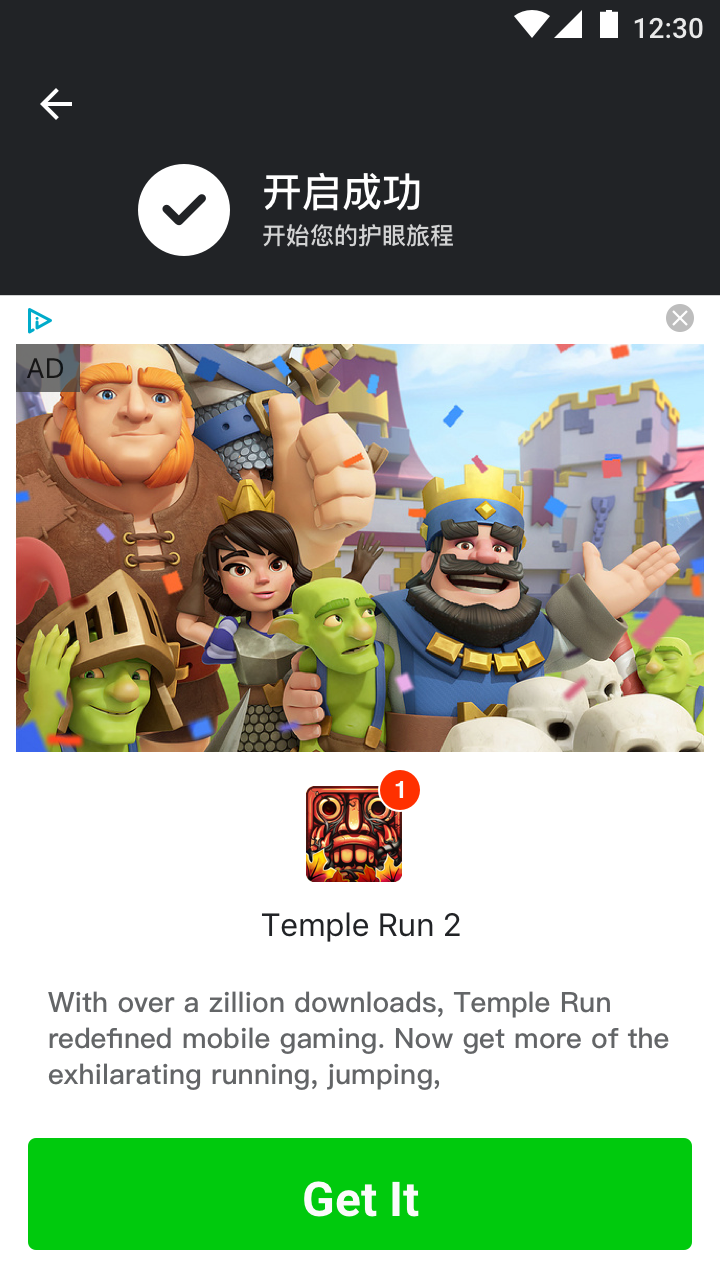 12:30
开启成功
开始您的护眼旅程
AD
1
Temple Run 2
With over a zillion downloads, Temple Run
redefined mobile gaming. Now get more of the
exhilarating running, jumping,
Get It